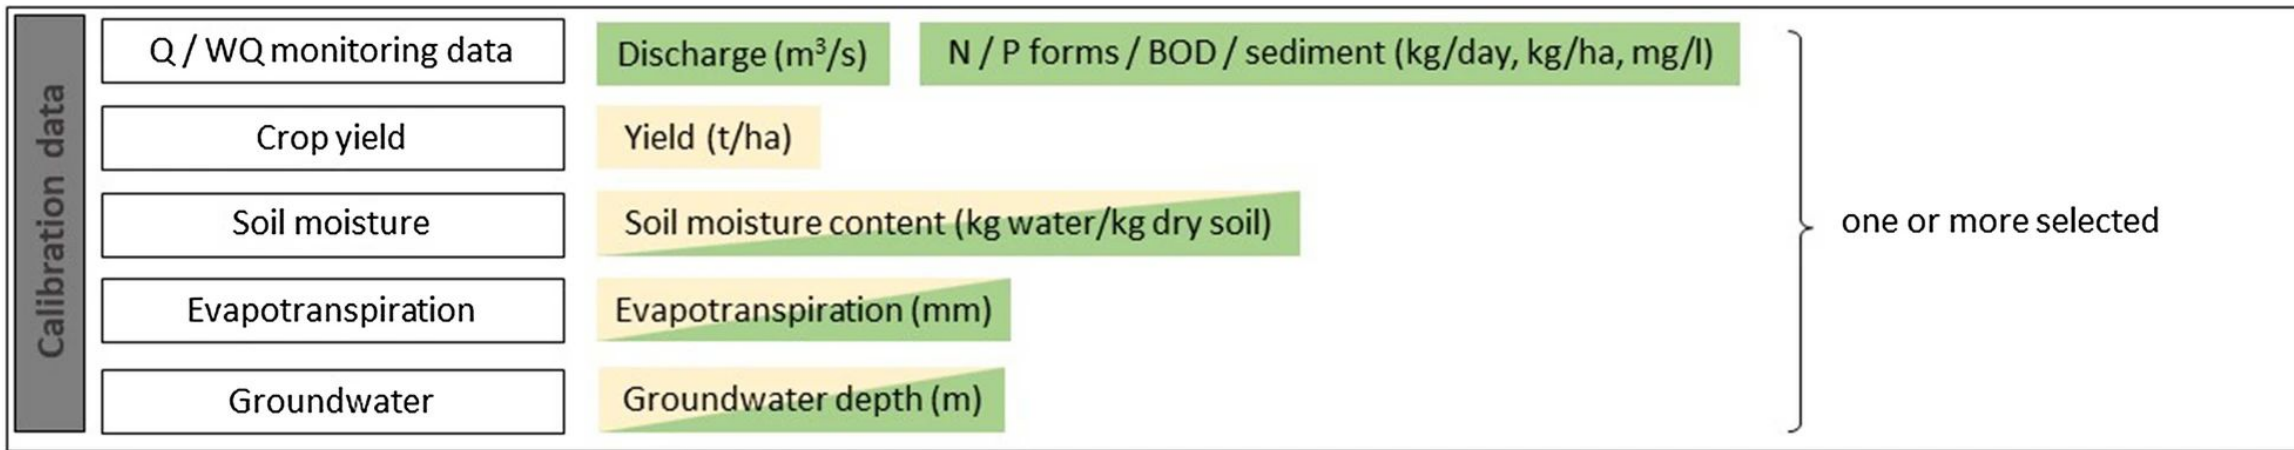 Calibration data
Q / WQ monitoring data
Discharge (m³/s)
N / P forms / BOD / sediment (kg/day, kg/ha, mg/l)
Crop yield
Yield (t/ha)
Soil moisture
Soil moisture content (kg water/kg dry soil)
Evapotranspiration
Evapotranspiration (mm)
Groundwater
Groundwater depth (m)
one or more selected